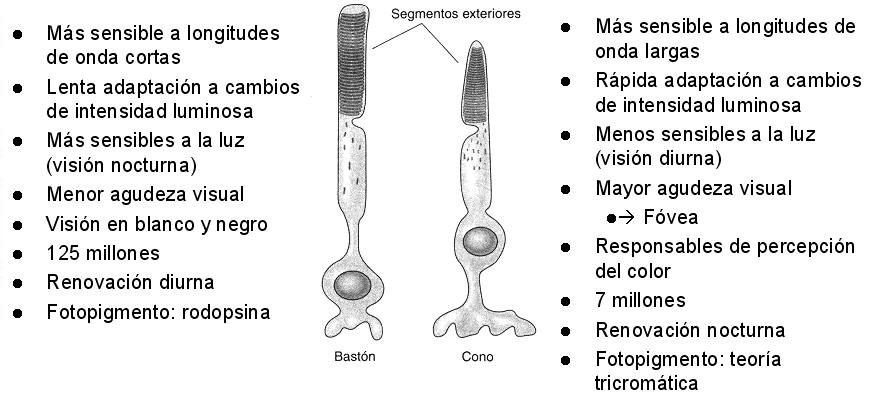 ● Más sensible a longitudes
de onda cortas
● Lenta adaptación a cambios
de intensidad luminosa
● Más sensibles a la luz
(visión nocturna)
● Menor agudeza visual
● Visión en blanco y negro
● 125 millones
● Renovación diurna
● Fotopigmento: rodopsina
Segmentos exteriores
Bastón
Cono
● Más sensible a longitudes de
onda largas
● Rápida adaptación a cambios
de intensidad luminosa
● Menos sensibles a la luz
(visión diurna)
● Mayor agudeza visual
●→ Fóvea
● Responsables de percepción
del color
● 7 millones
● Renovación nocturna
● Fotopigmento: teoría
tricromática